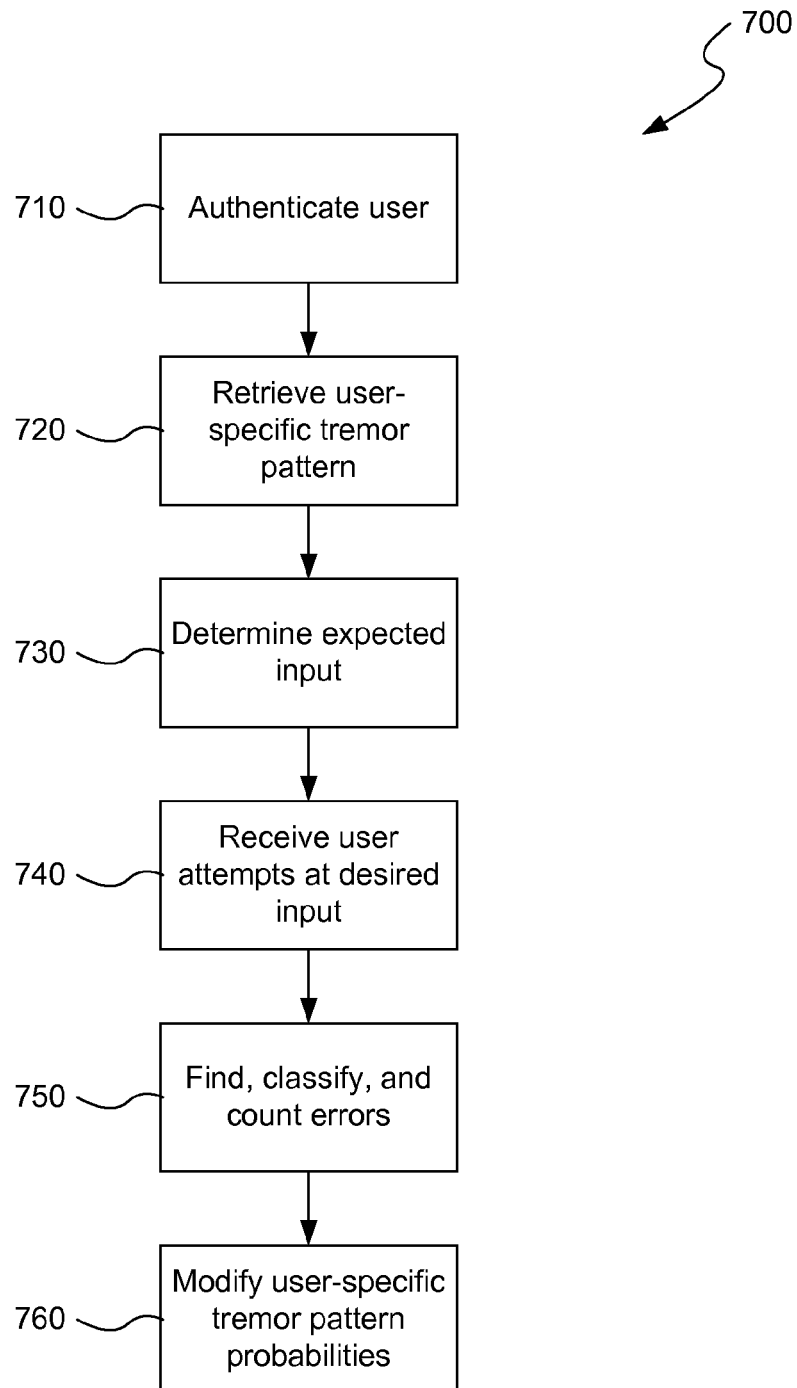 700
710
Authenticate user
720
Retrieve user-
specific tremor
pattern
730
Determine expected
input
740
Receive user
attempts at desired
input
750
Find, classify, and
count errors
760
Modify user-specific
tremor pattern
probabilities